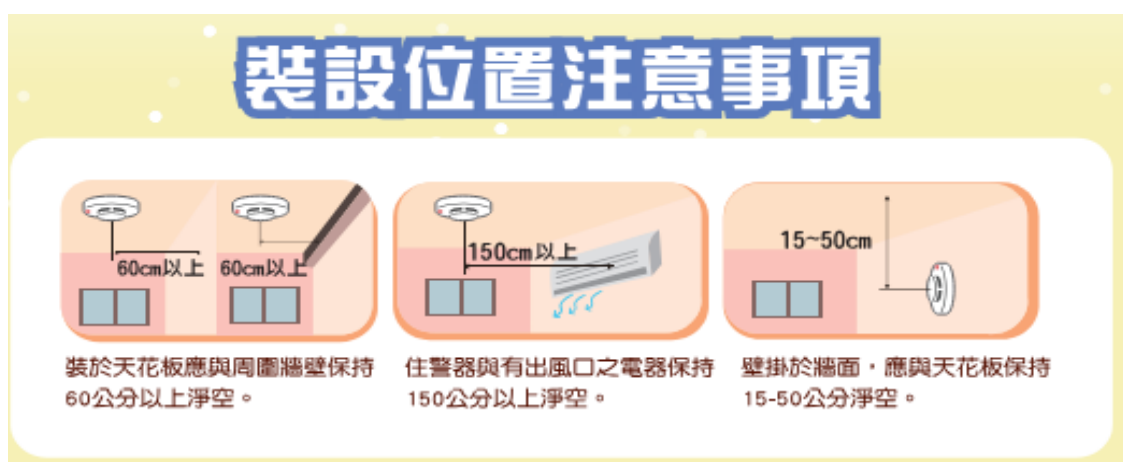 裝設位置注意事項
60cm以上
60cm以上
150cm以上
15~50cm
裝於天花板應與周圍牆壁保持
60公分以上淨空。
住警器與有出風口之電器保持
150公分以上淨空。
壁掛於牆面,應與天花板保持
15-50公分淨空。